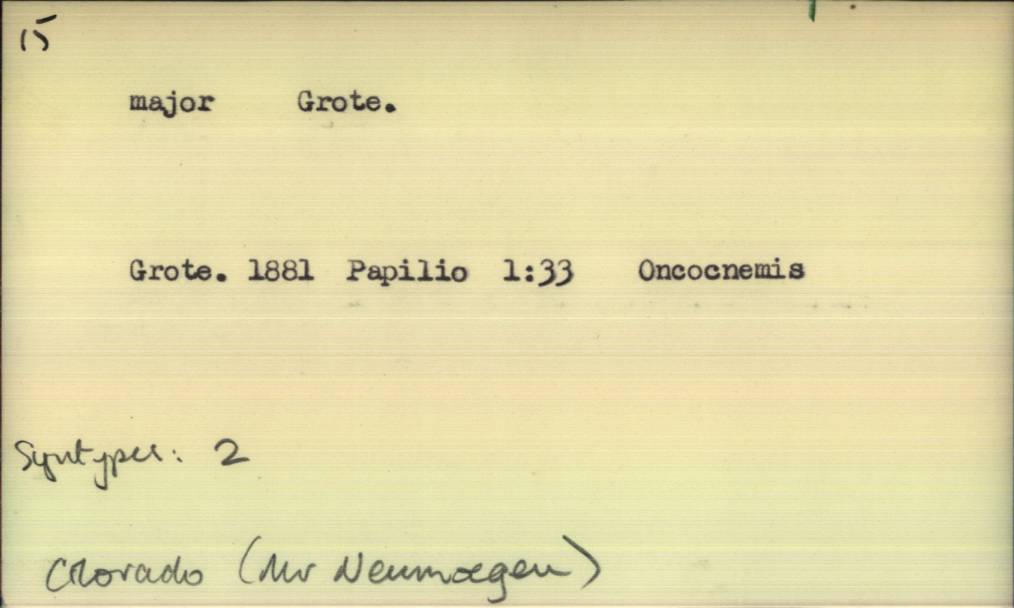 15
major Grote.
Grote. 1881 Papilio 1:33 Oncocnemis
Syntypes: 2
Colorado (Mr Neumoegen)